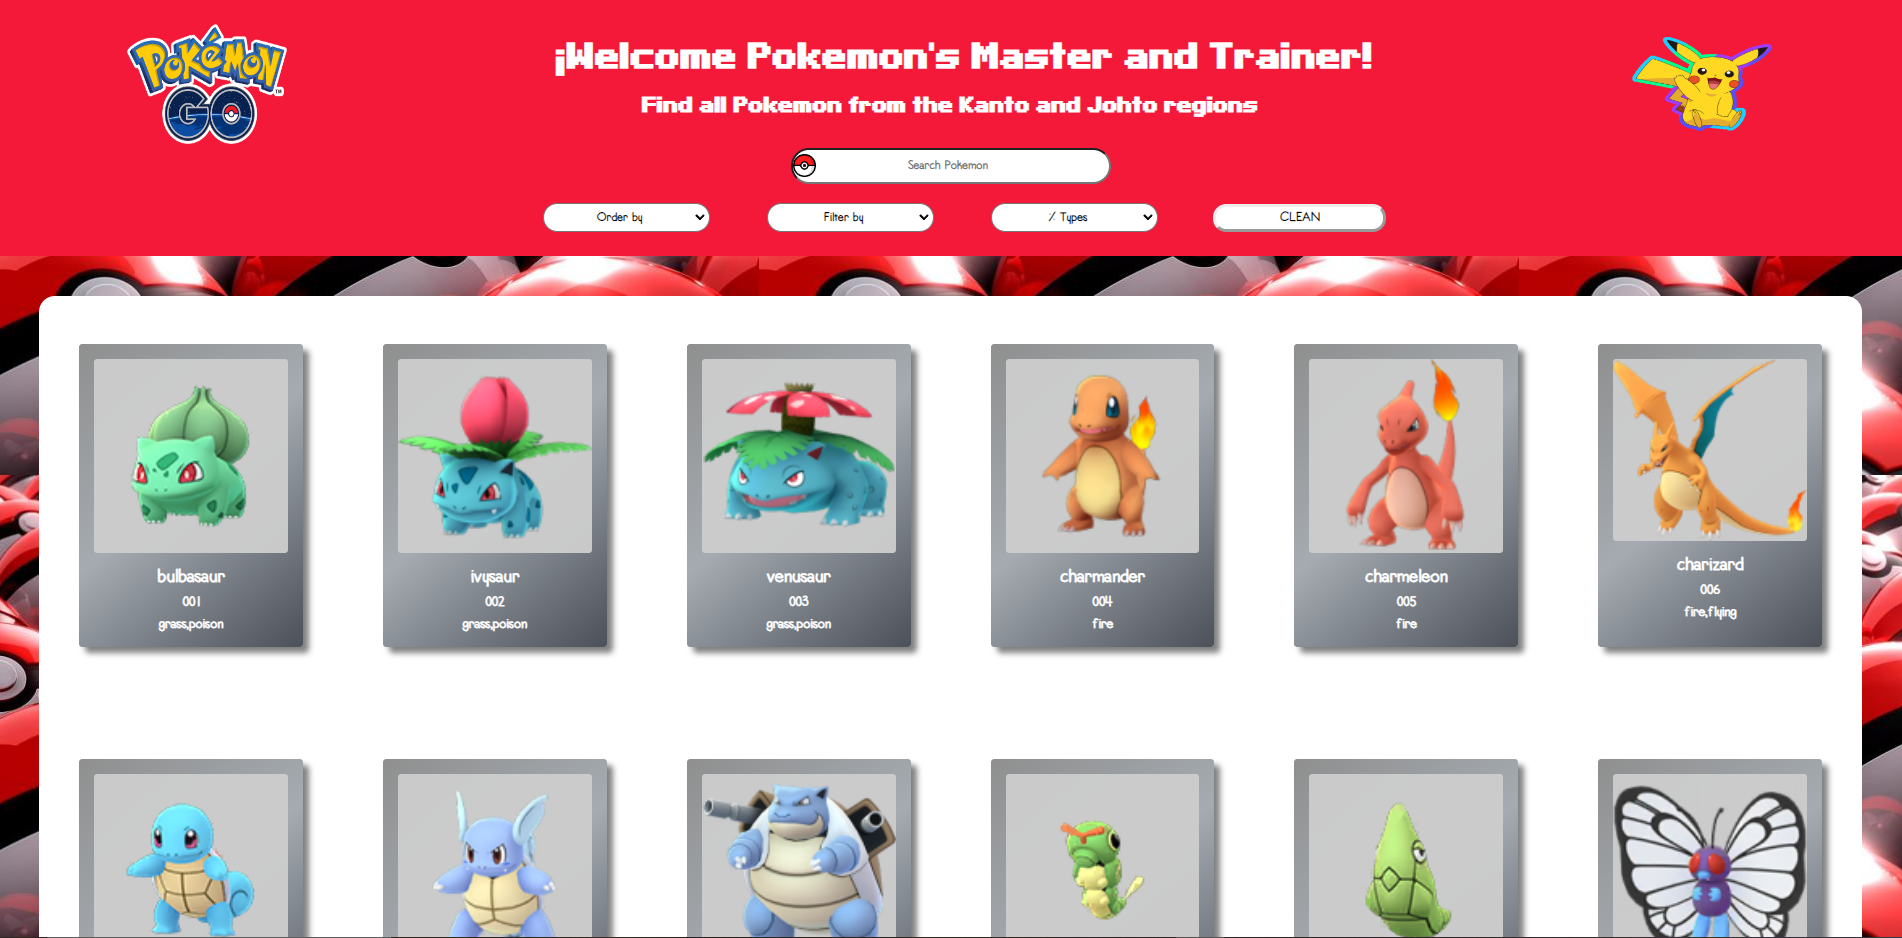 POKÉMON
GO
¡Welcome Pokemon's Master and Trainer!
Find all Pokemon from the Kanto and Johto regions
Search Pokemon
Order by
Filter by
/ Types
CLEAN
bulbasaur
001
grass,poison
ivysaur
002
grass,poison
venusaur
003
grass,poison
charmander
004
fire
charmeleon
005
fire
charizard
006
fire,flying